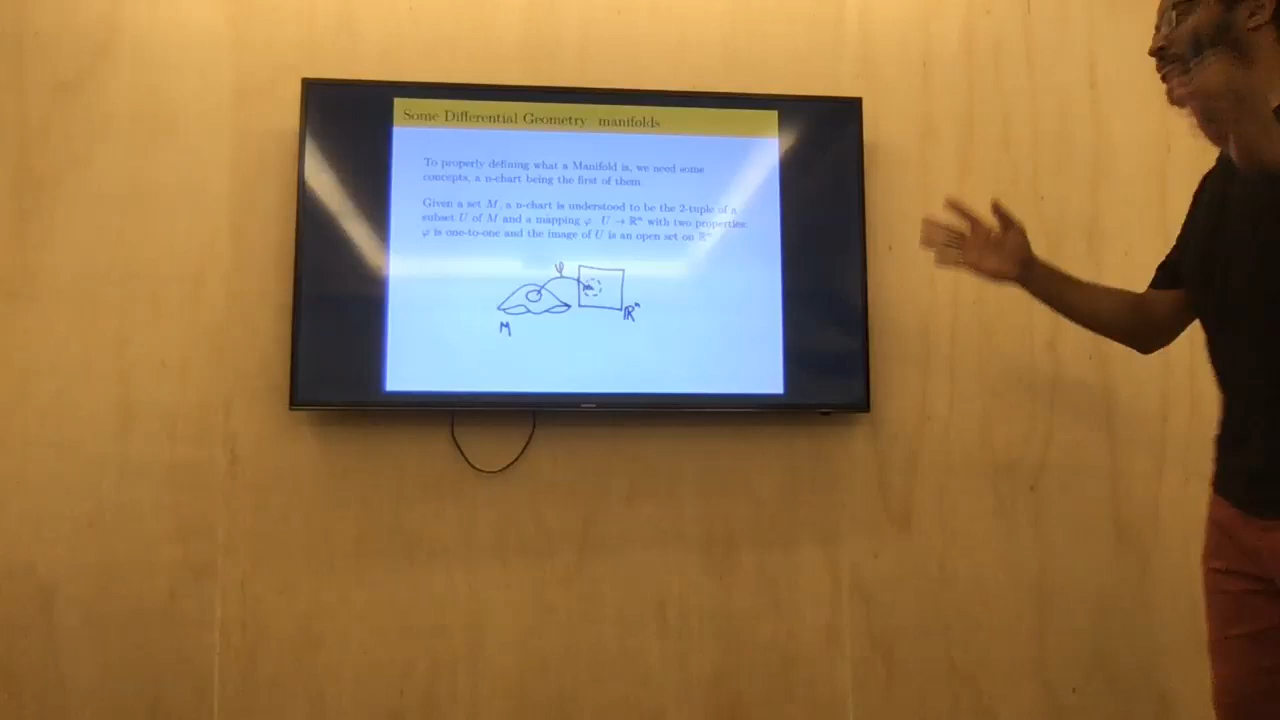 Some Differential Geometry manifolds
To properly defining what a Manifold is, we need some
concepts, a n-chart being the first of them
Given a set M, a n-chart is understood to be the 2-tuple of a
subset U of M and a mapping φ U → ℝⁿ with two properties:
φ is one-to-one and the image of U is an open set on ℝⁿ
φ
ℝⁿ
M